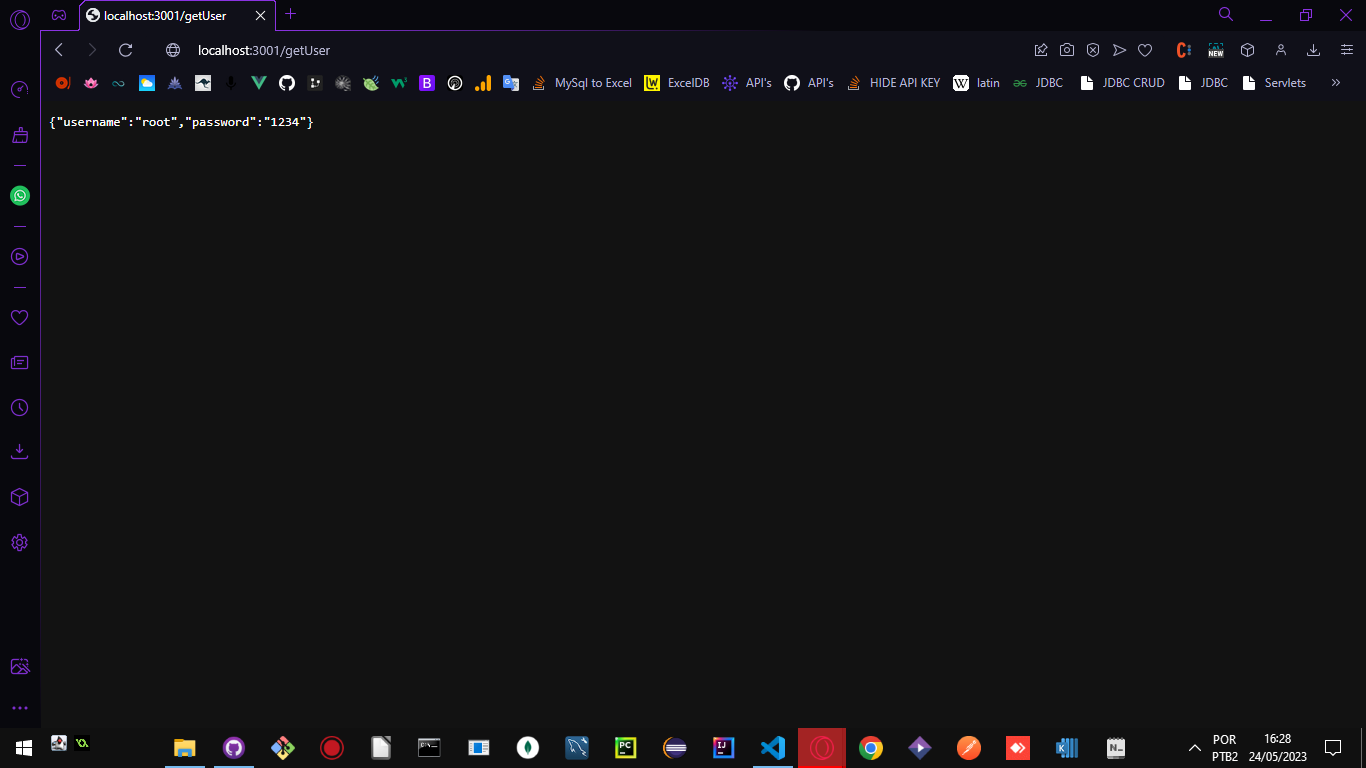 localhost:3001/getUser
localhost:3001/getUser
MySql to Excel ExcelDB API's API's HIDE API KEY latin JDBC JDBC CRUD JDBC Servlets
{"username":"root","password":"1234"}
POR 16:28
PTB2 24/05/2023